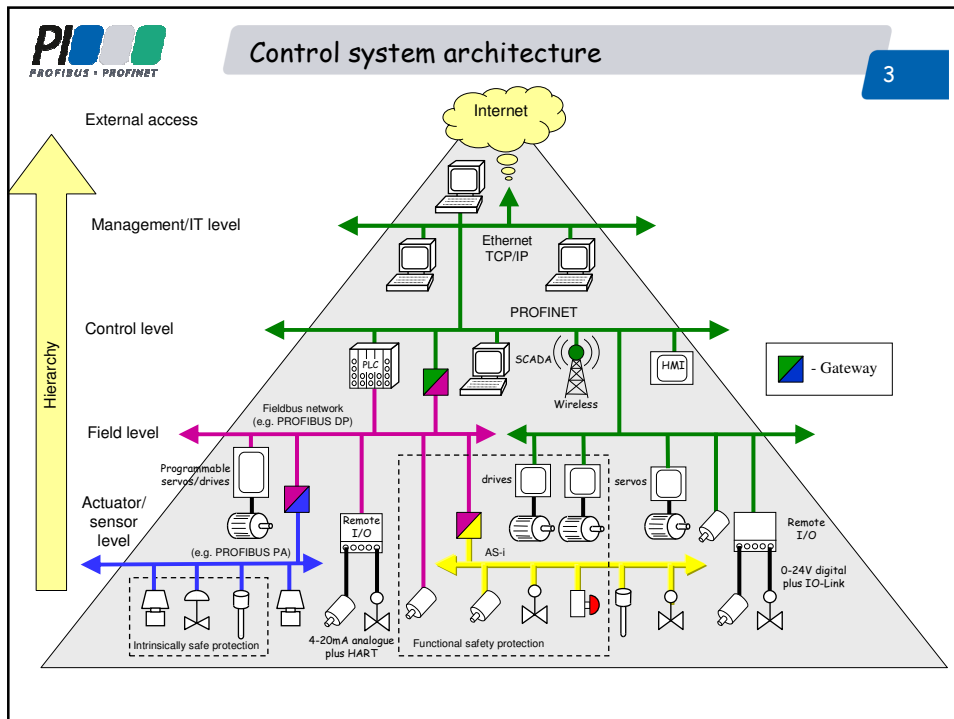 PI
PROFIBUS • PROFINET
Control system architecture
3
External access
Internet
Management/IT level
Ethernet
TCP/IP
PROFINET
Control level
PLC
SCADA
Wireless
HMI
- Gateway
Hierarchy
Fieldbus network
(e.g. PROFIBUS DP)
Field level
Programmable
servos/drives
drives
servos
Actuator/
sensor
level
Remote
I/O
Remote
I/O
(e.g. PROFIBUS PA)
AS-i
0-24V digital
plus IO-Link
Intrinsically safe protection
4-20mA analogue
plus HART
Functional safety protection